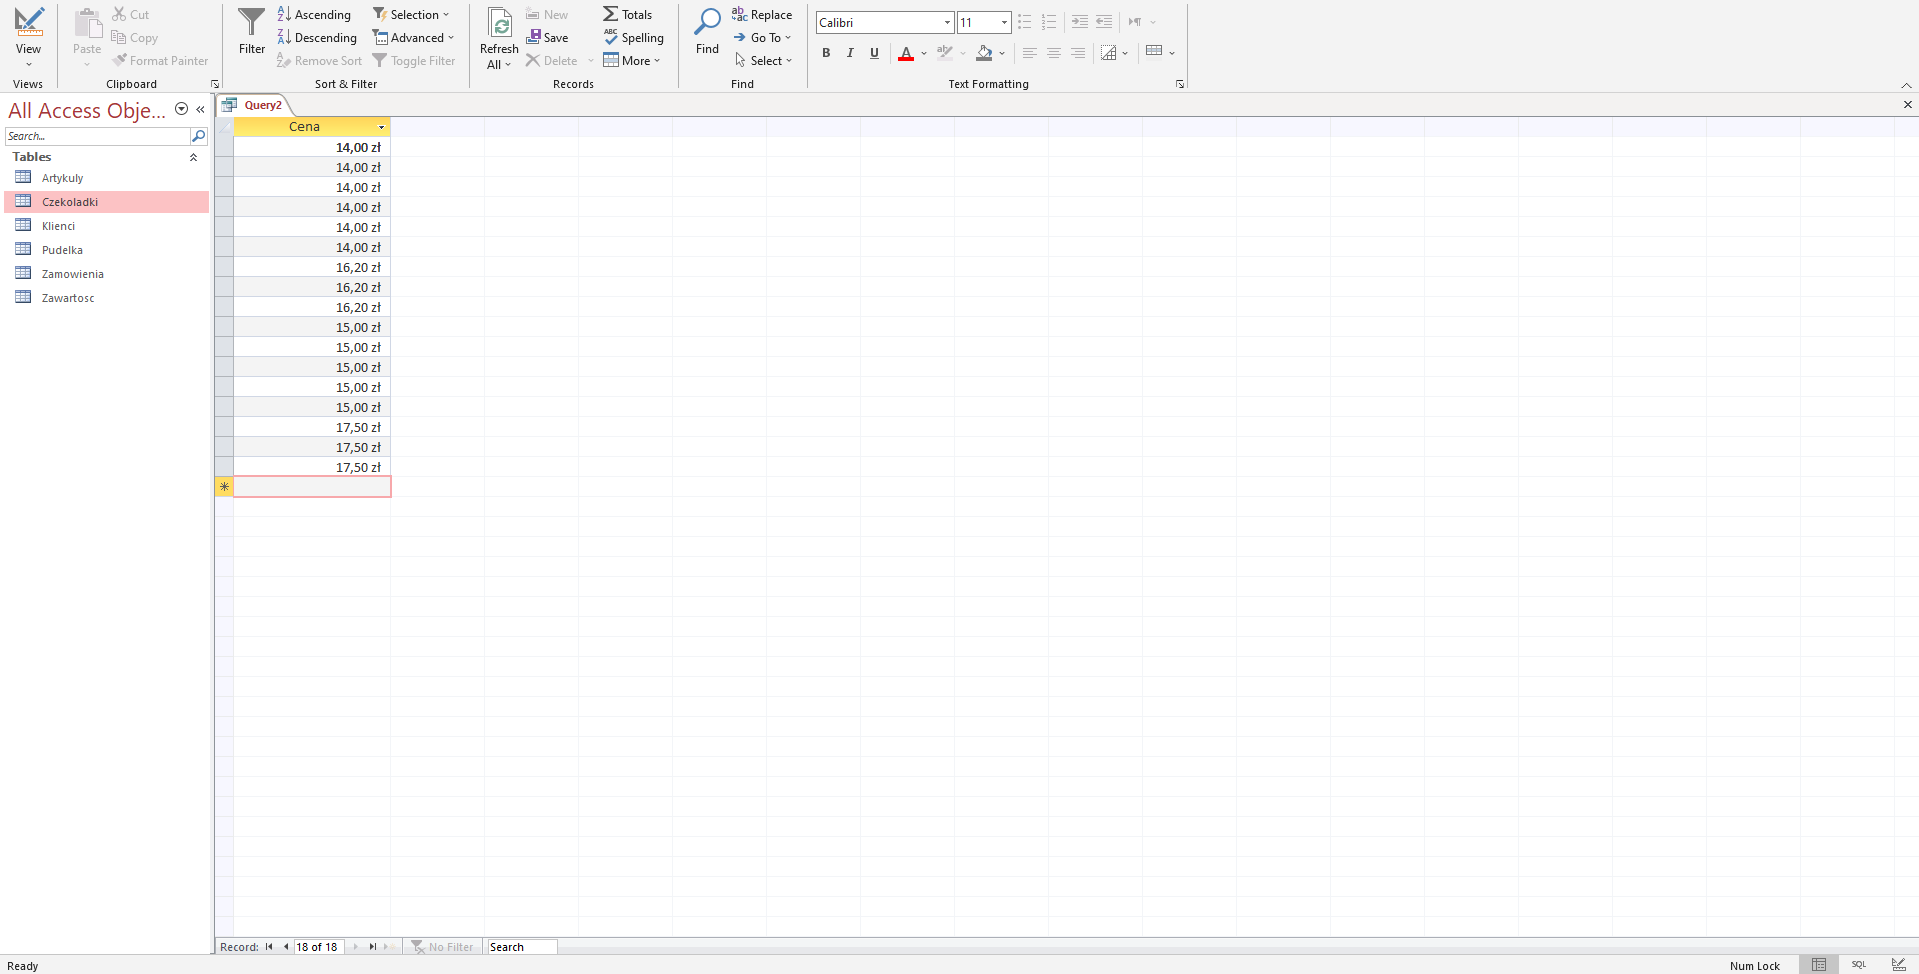 View
Views
Paste
Cut
Copy
Format Painter
Clipboard
Filter
Ascending
Descending
Remove Sort
Selection
Advanced
Toggle Filter
Sort & Filter
Refresh
All
New
Save
Delete
Totals
Spelling
More
Records
Find
Replace
Go To
Select
Find
Calibri
11
B I U
Text Formatting
All Access Obje...
Search...
Tables
Artykuly
Czekoladki
Klienci
Pudelka
Zamowienia
Zawartosc
Query2
Cena
14,00 zł
14,00 zł
14,00 zł
14,00 zł
14,00 zł
14,00 zł
16,20 zł
16,20 zł
16,20 zł
15,00 zł
15,00 zł
15,00 zł
15,00 zł
15,00 zł
17,50 zł
17,50 zł
17,50 zł
Record: 18 of 18 No Filter Search
Ready
Num Lock
SQL